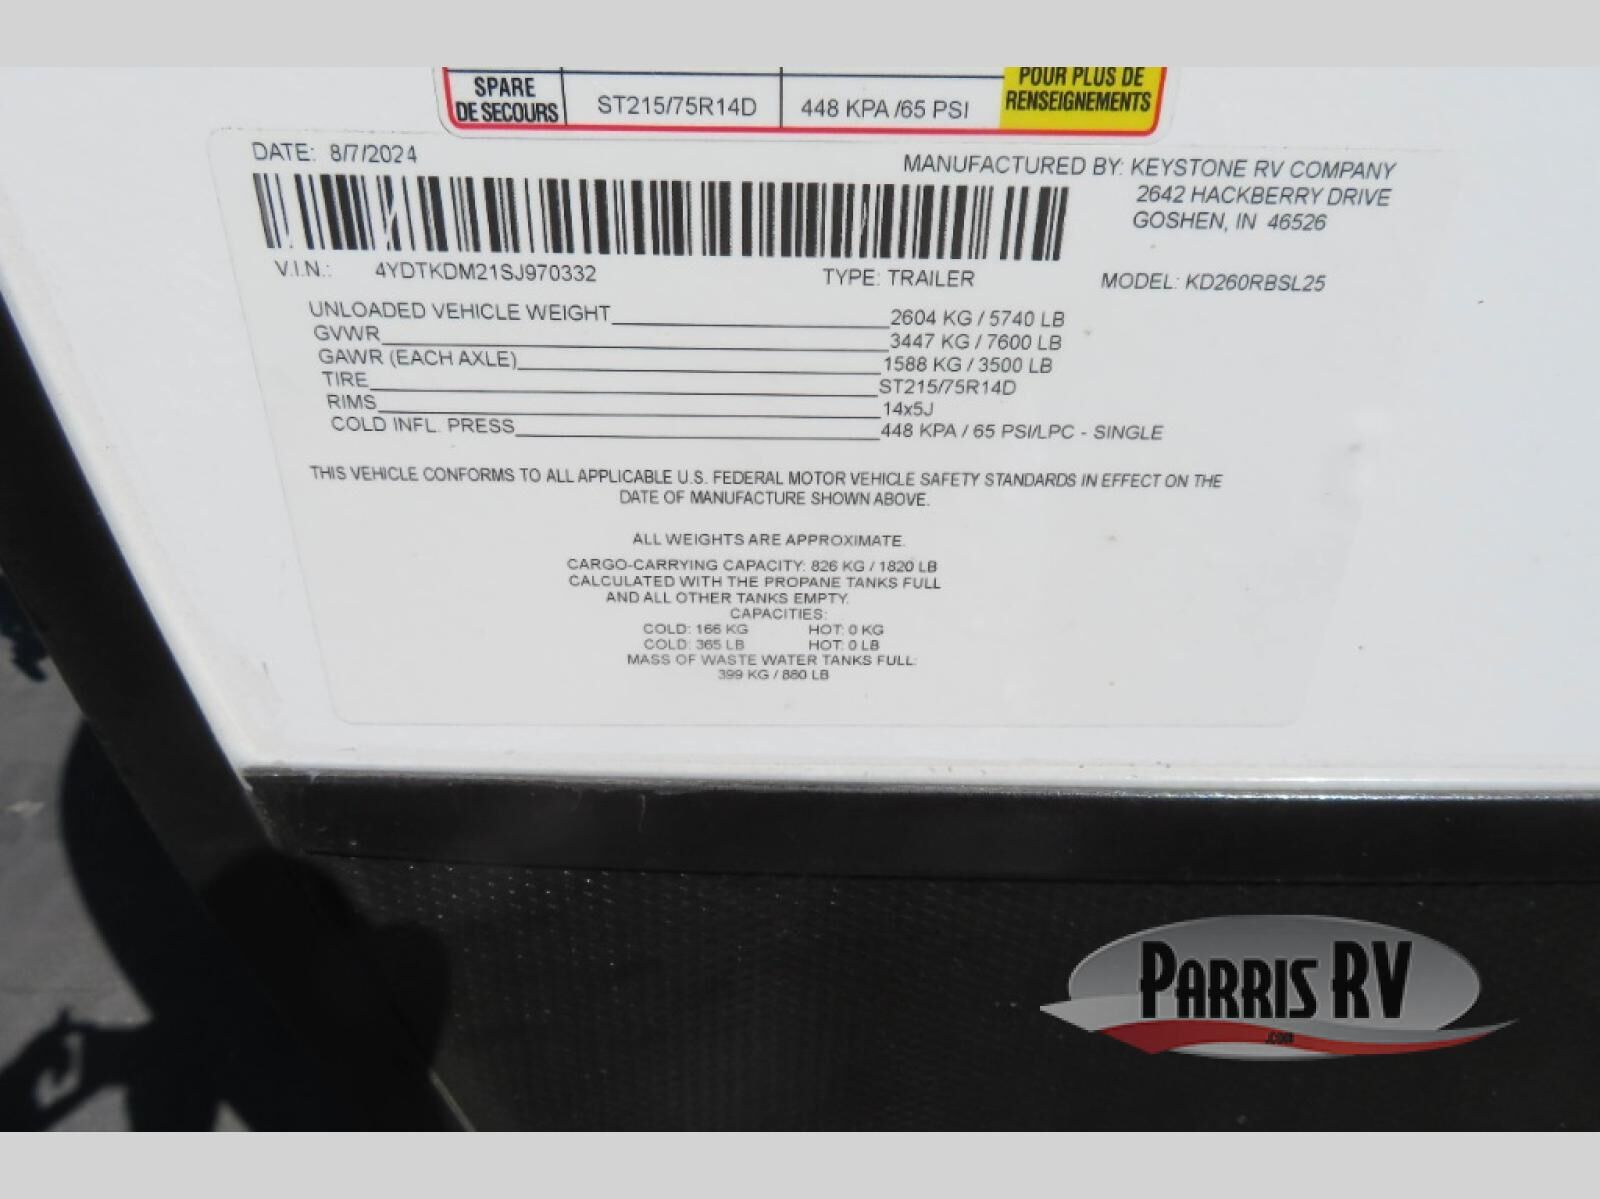 SPARE
DE SECOURS
ST215/75R14D
448 KPA /65 PSI
POUR PLUS DE
RENSEIGNEMENTS
DATE: 8/7/2024
MANUFACTURED BY: KEYSTONE RV COMPANY
2642 HACKBERRY DRIVE
GOSHEN, IN 46526
V.I.N.: 4YDTKDM21SJ970332 TYPE: TRAILER MODEL: KD260RBSL25
UNLOADED VEHICLE WEIGHT 2604 KG / 5740 LB
GVWR 3447 KG / 7600 LB
GAWR (EACH AXLE) 1588 KG / 3500 LB
TIRE ST215/75R14D
RIMS 14x5J
COLD INFL. PRESS 448 KPA / 65 PSI/LPC - SINGLE
THIS VEHICLE CONFORMS TO ALL APPLICABLE U.S. FEDERAL MOTOR VEHICLE SAFETY STANDARDS IN EFFECT ON THE
DATE OF MANUFACTURE SHOWN ABOVE.
ALL WEIGHTS ARE APPROXIMATE.
CARGO-CARRYING CAPACITY: 826 KG / 1820 LB
CALCULATED WITH THE PROPANE TANKS FULL
AND ALL OTHER TANKS EMPTY.
CAPACITIES:
COLD: 166 KG HOT: 0 KG
COLD: 365 LB HOT: 0 LB
MASS OF WASTE WATER TANKS FULL:
399 KG / 880 LB
PARRIS RV
.COM